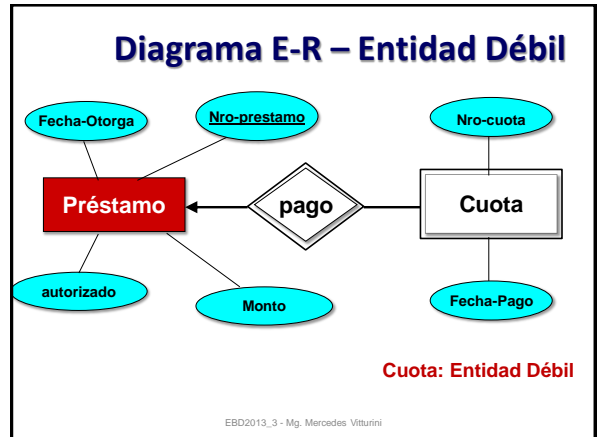 Diagrama E-R – Entidad Débil
Fecha-Otorga
Nro-prestamo
Nro-cuota
Préstamo
pago
Cuota
autorizado
Monto
Fecha-Pago
Cuota: Entidad Débil
EBD2013_3 - Mg. Mercedes Vitturini